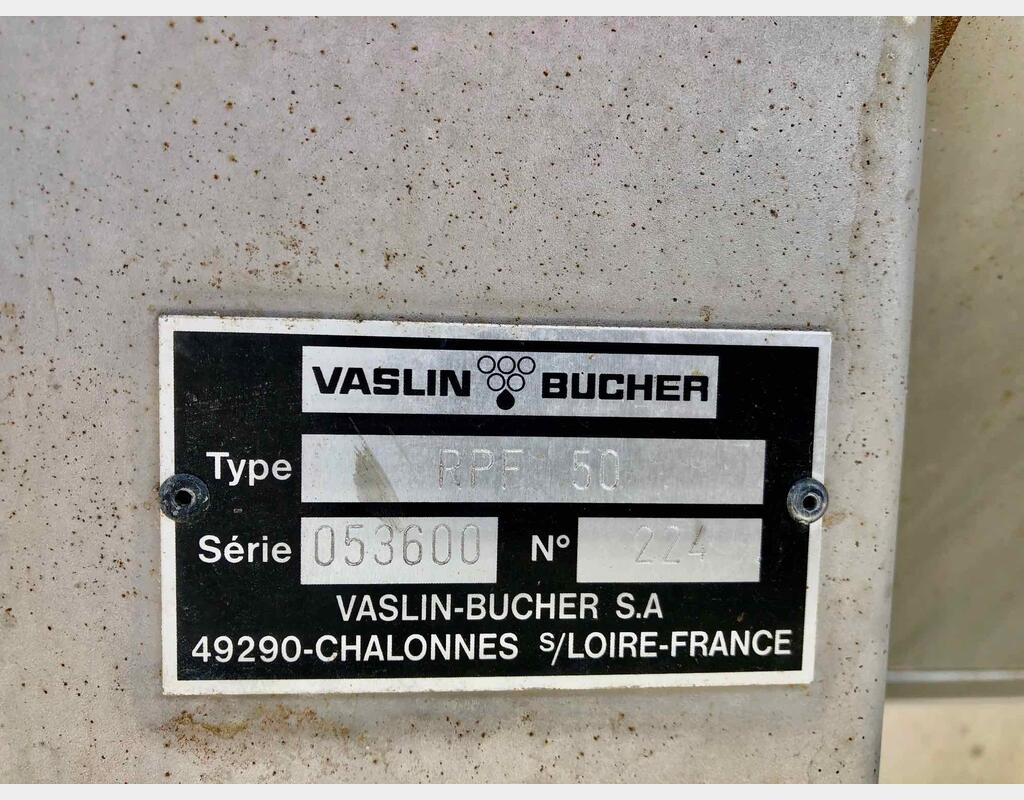 VASLIN BUCHER
Type RPF 50
Série 053600 N° 224
VASLIN-BUCHER S.A
49290-CHALONNES S/LOIRE-FRANCE